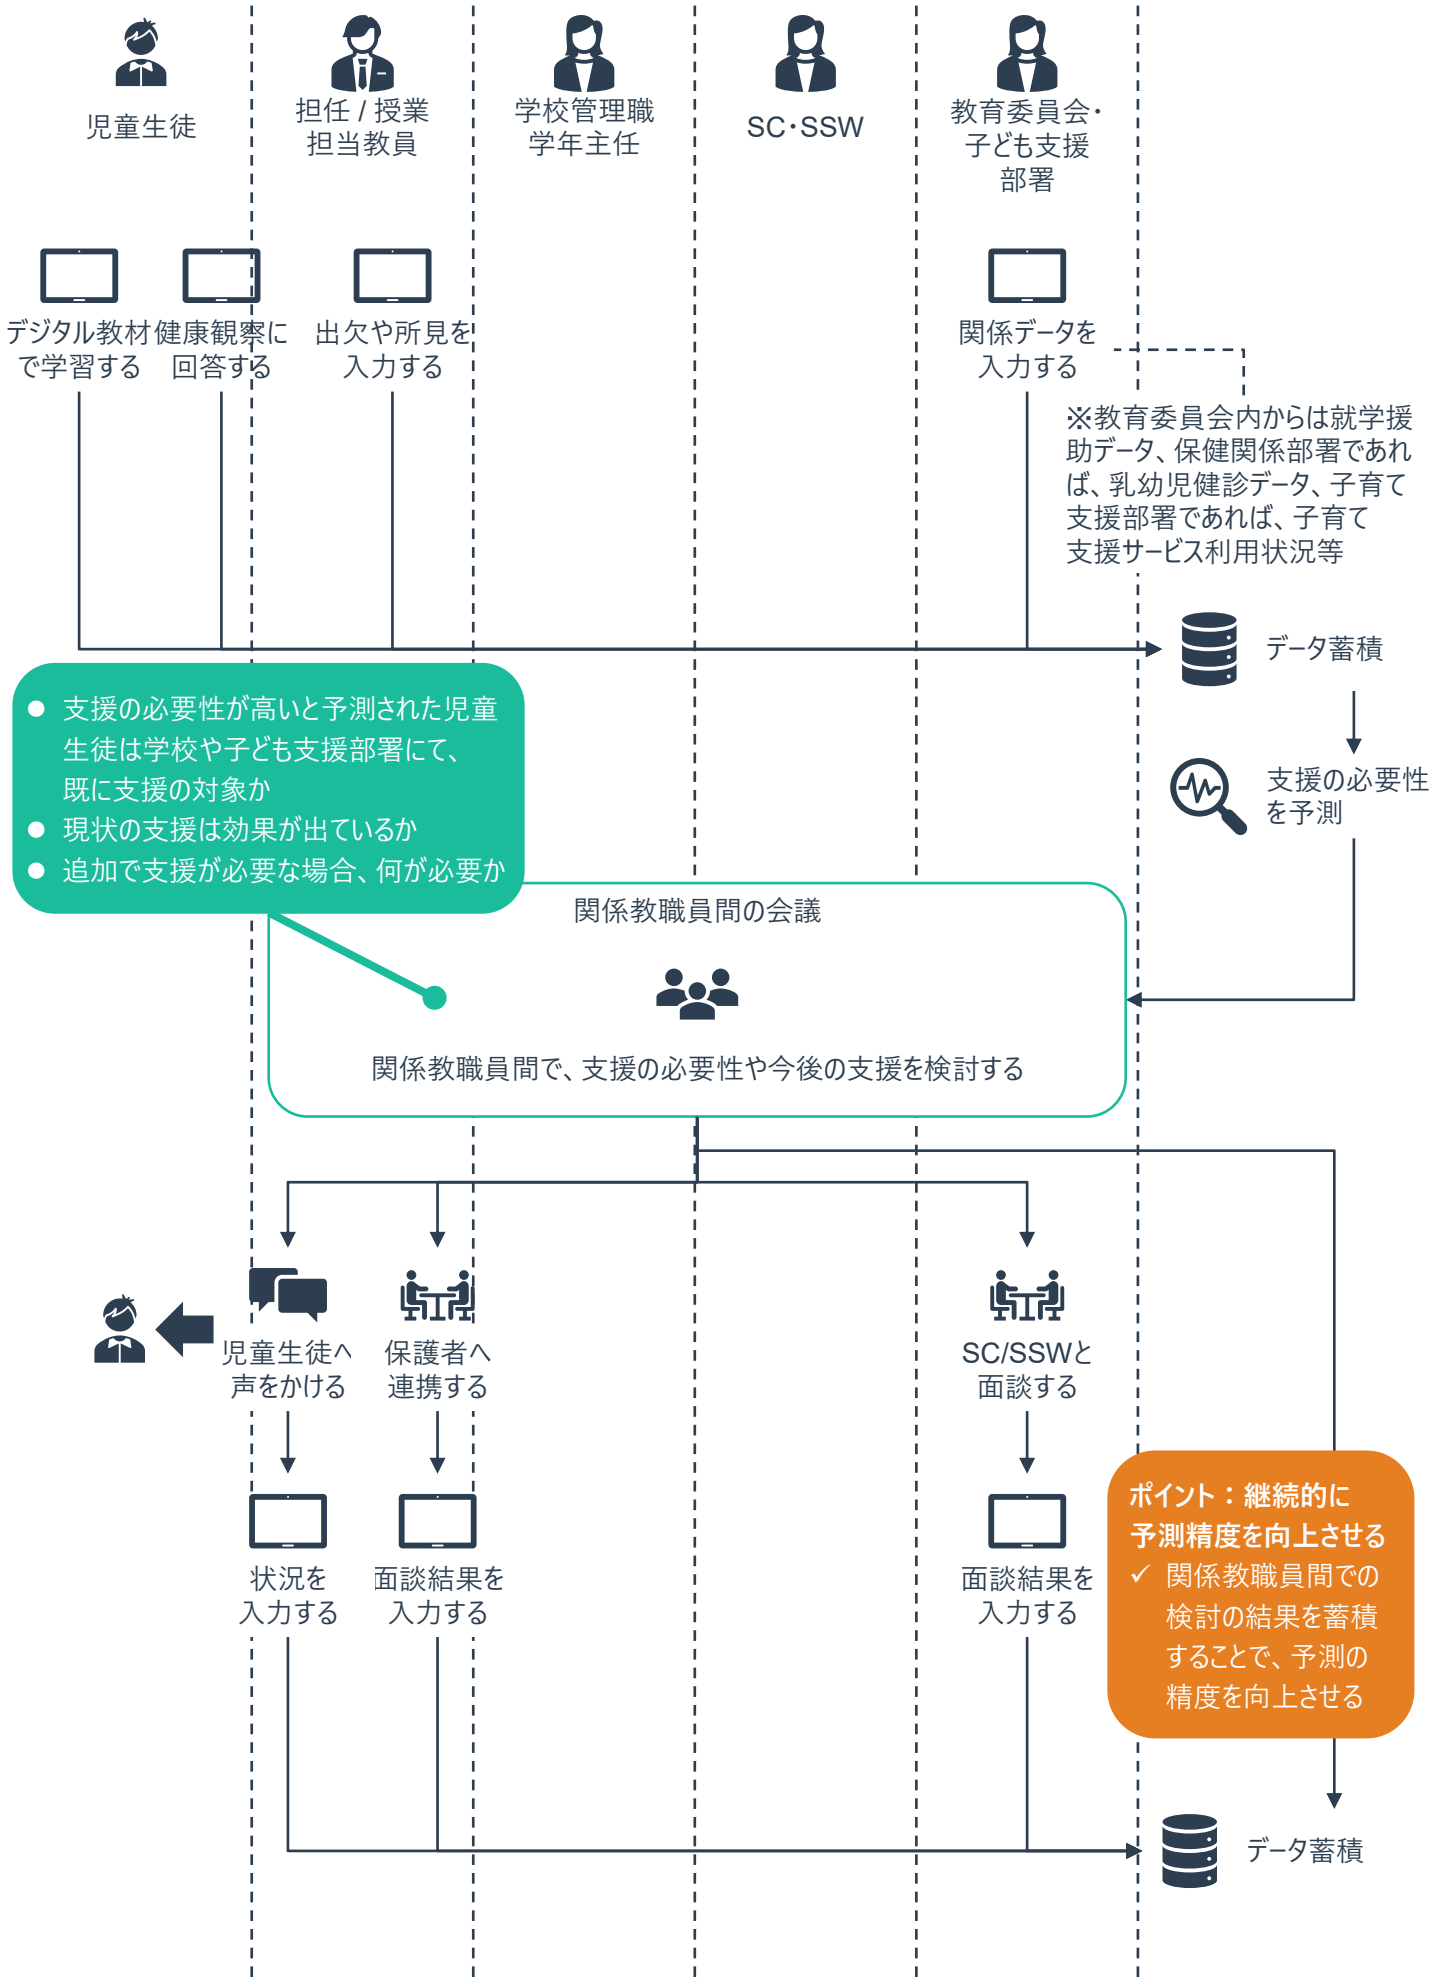 児童生徒
担任 / 授業
担当教員
学校管理職
学年主任
SC・SSW
教育委員会・
子ども支援
部署
デジタル教材
で学習する
健康観察に
回答する
出欠や所見を
入力する
関係データを
入力する
※教育委員会内からは就学援
助データ、保健関係部署であれ
ば、乳幼児健診データ、子育て
支援部署であれば、子育て
支援サービス利用状況等
データ蓄積
支援の必要性
を予測
● 支援の必要性が高いと予測された児童
生徒は学校や子ども支援部署にて、
既に支援の対象か
● 現状の支援は効果が出ているか
● 追加で支援が必要な場合、何が必要か
関係教職員間の会議
関係教職員間で、支援の必要性や今後の支援を検討する
児童生徒へ
声をかける
保護者へ
連携する
SC/SSWと
面談する
状況を
入力する
面談結果を
入力する
面談結果を
入力する
ポイント：継続的に
予測精度を向上させる
✓ 関係教職員間での
検討の結果を蓄積
することで、予測の
精度を向上させる
データ蓄積